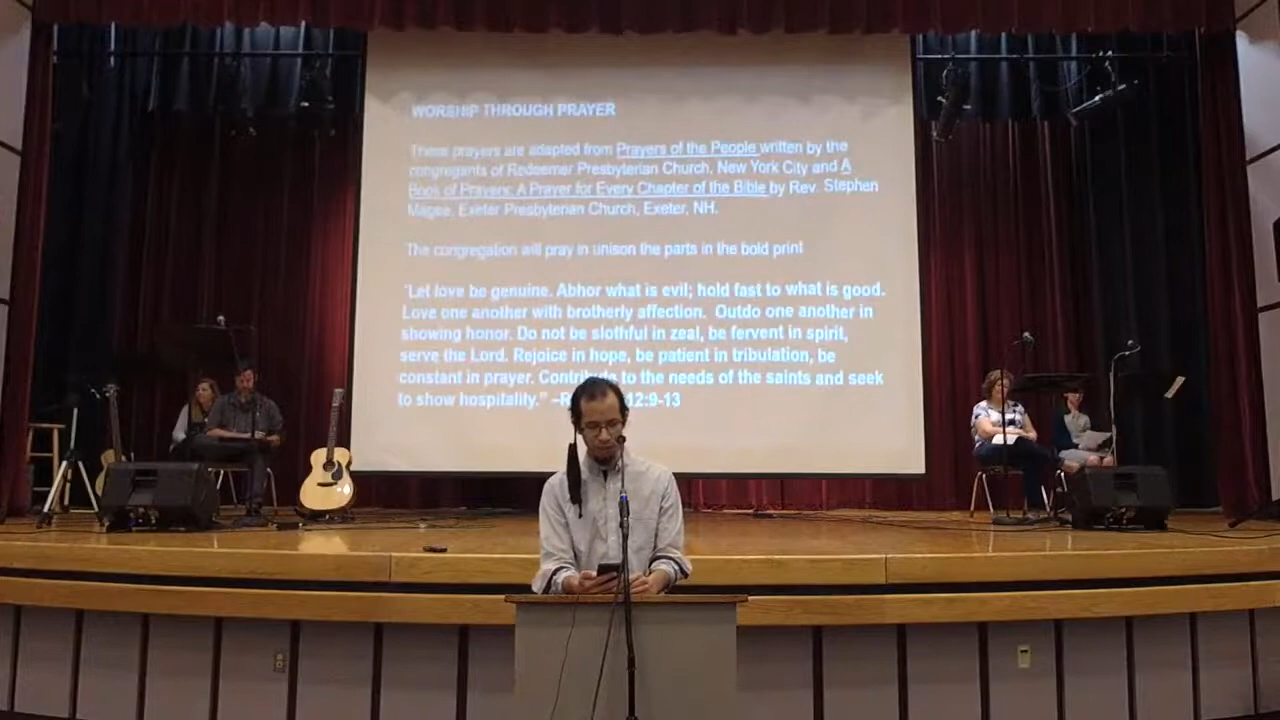 WORSHIP THROUGH PRAYER
These prayers are adapted from Prayers of the People written by the
congregants of Redeemer Presbyterian Church, New York City and A
Book of Prayers: A Prayer for Every Chapter of the Bible by Rev. Stephen
Magee, Exeter Presbyterian Church, Exeter, NH.
The congregation will pray in unison the parts in the bold print
"Let love be genuine. Abhor what is evil; hold fast to what is good.
Love one another with brotherly affection. Outdo one another in
showing honor. Do not be slothful in zeal, be fervent in spirit,
serve the Lord. Rejoice in hope, be patient in tribulation, be
constant in prayer. Contribute to the needs of the saints and seek
to show hospitality." –R 12:9-13